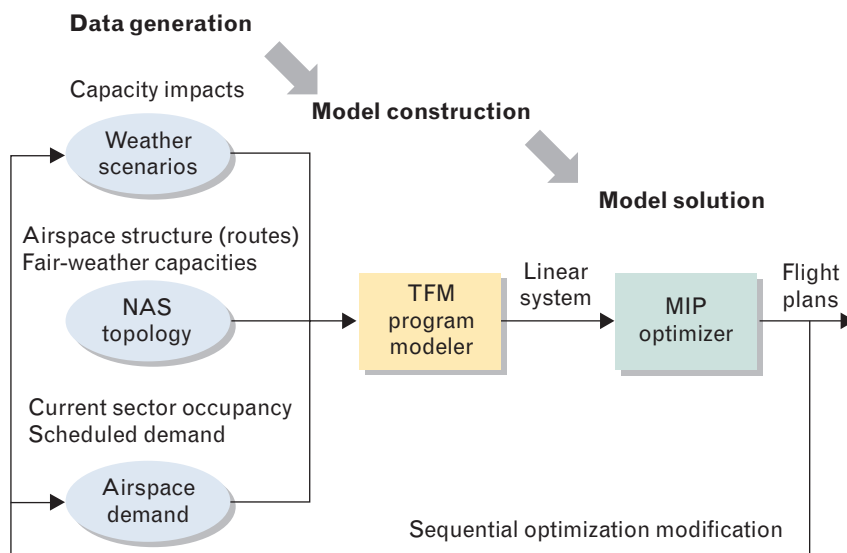 Data generation
Capacity impacts
Model construction
Weather
scenarios
Model solution
Airspace structure (routes)
Fair-weather capacities
NAS
topology
TFM
program
modeler
Linear
system
MIP
optimizer
Flight
plans
Current sector occupancy
Scheduled demand
Airspace
demand
Sequential optimization modification